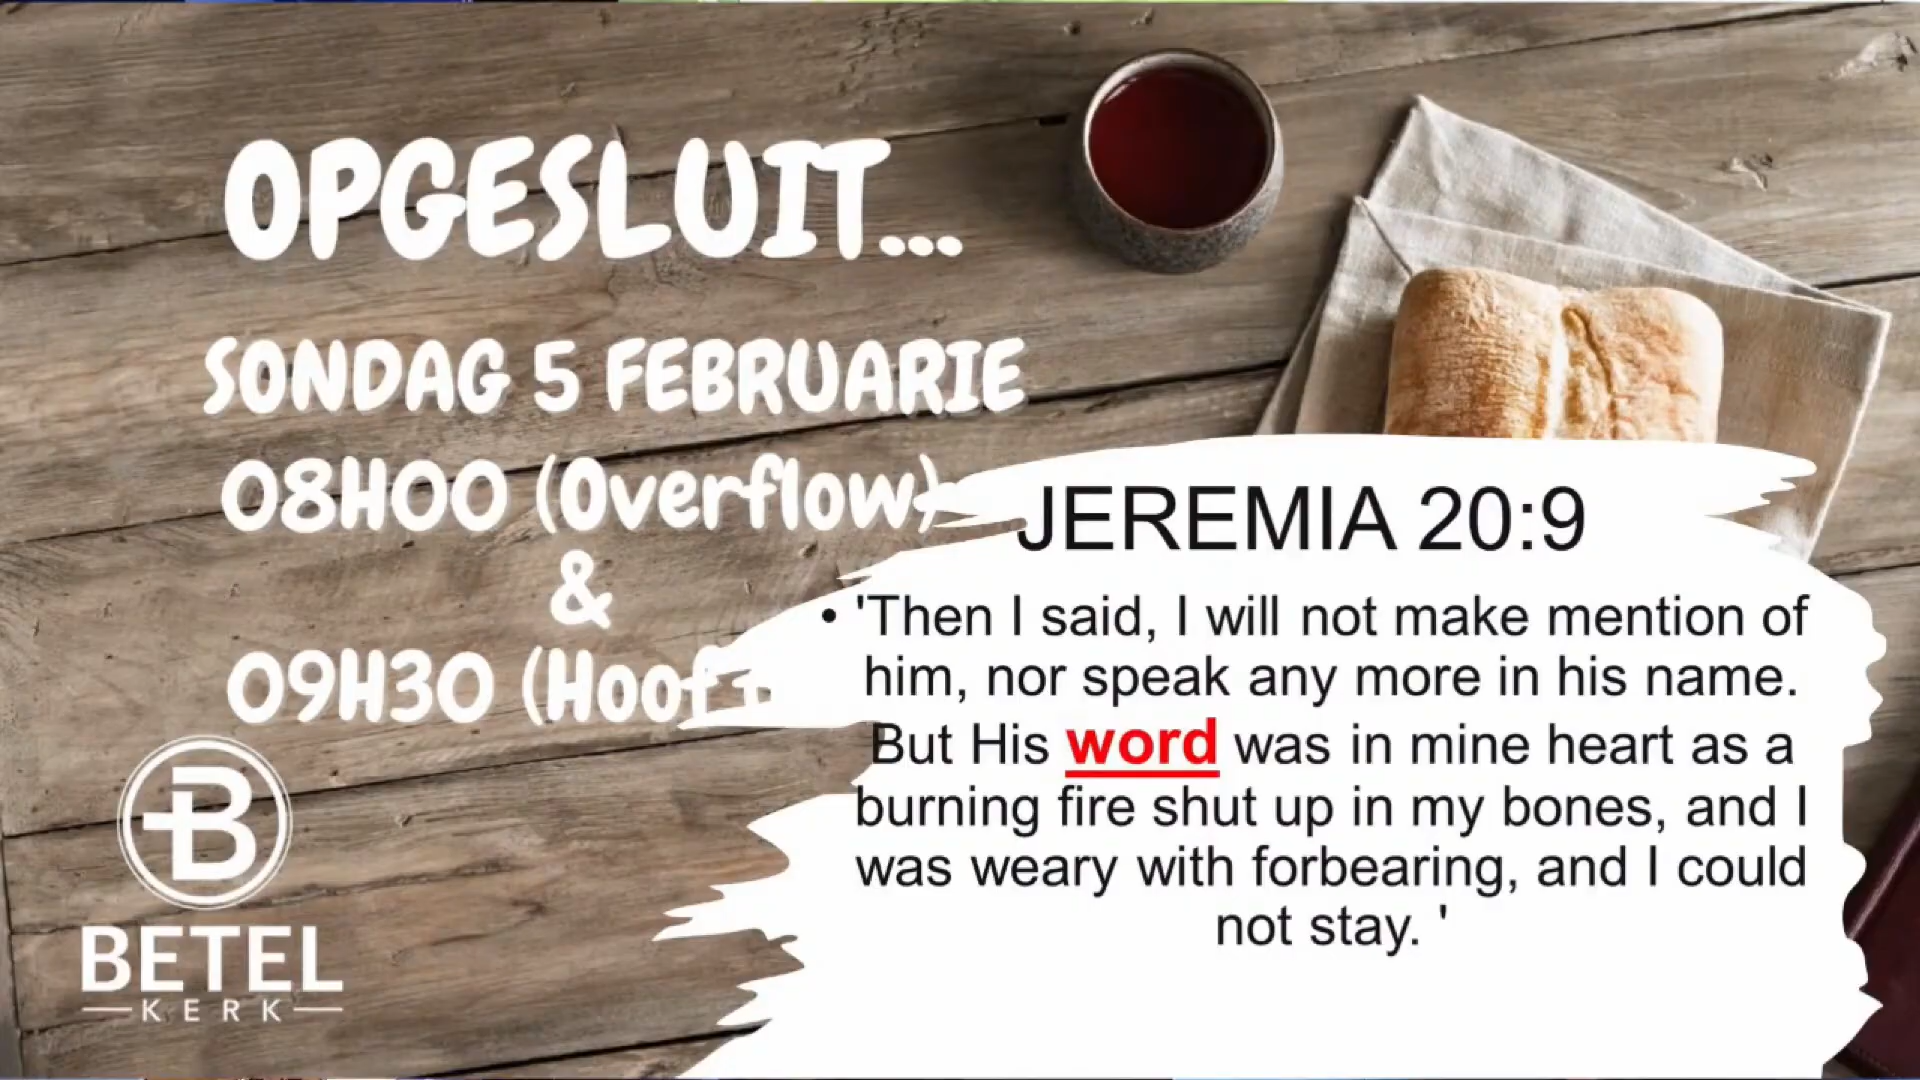 OPGESLUIT...
SONDAG 5 FEBRUARIE
08H00 (Overflow)
&
09H30 (Hoof
BETEL
KERK
JEREMIA 20:9
• 'Then I said, I will not make mention of
him, nor speak any more in his name.
But His word was in mine heart as a
burning fire shut up in my bones, and I
was weary with forbearing, and I could
not stay. '